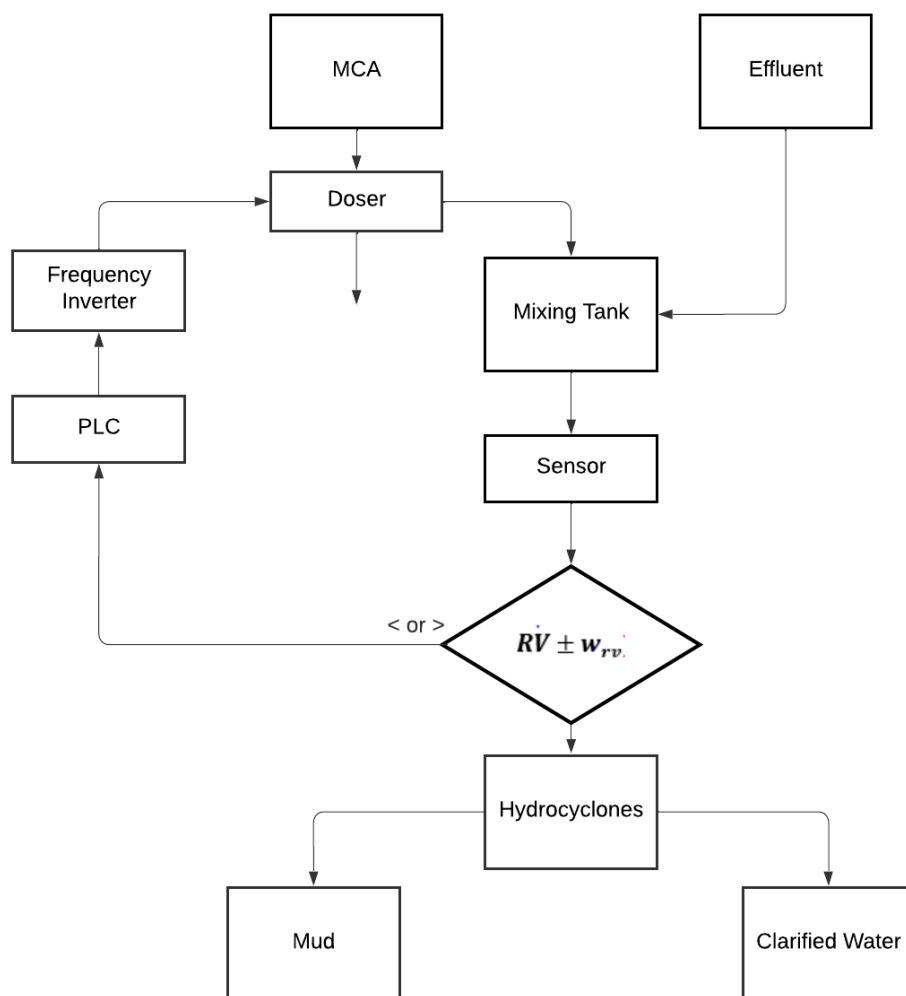 MCA
Effluent
Doser
Frequency
Inverter
Mixing Tank
PLC
Sensor
< or >
RV ± w_rv.
Hydrocyclones
Mud
Clarified Water